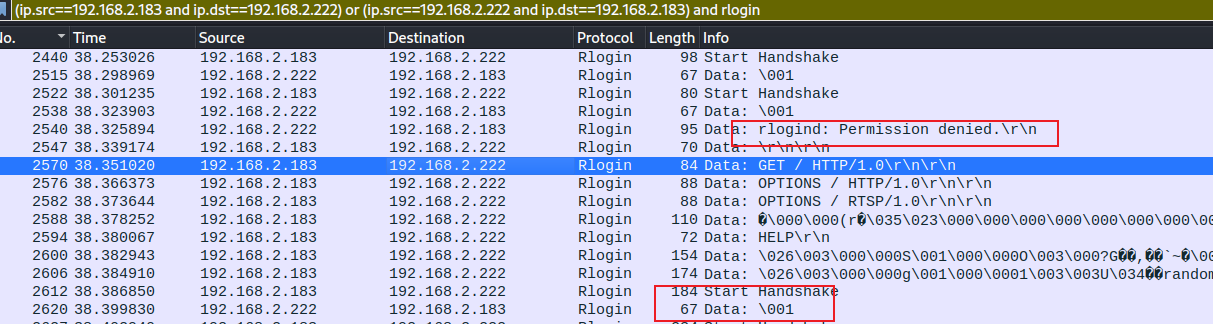 (ip.src==192.168.2.183 and ip.dst==192.168.2.222) or (ip.src==192.168.2.222 and ip.dst==192.168.2.183) and rlogin
No. Time Source Destination Protocol Length Info
2440 38.253026 192.168.2.183 192.168.2.222 Rlogin 98 Start Handshake
2515 38.298969 192.168.2.222 192.168.2.183 Rlogin 67 Data: \001
2522 38.301235 192.168.2.183 192.168.2.222 Rlogin 80 Start Handshake
2538 38.323903 192.168.2.222 192.168.2.183 Rlogin 67 Data: \001
2540 38.325894 192.168.2.222 192.168.2.183 Rlogin 95 Data: rlogind: Permission denied.\r\n
2547 38.339174 192.168.2.183 192.168.2.222 Rlogin 70 Data: \r\n\r\n
2570 38.351020 192.168.2.183 192.168.2.222 Rlogin 84 Data: GET / HTTP/1.0\r\n\r\n
2576 38.366373 192.168.2.183 192.168.2.222 Rlogin 88 Data: OPTIONS / HTTP/1.0\r\n\r\n
2582 38.373644 192.168.2.183 192.168.2.222 Rlogin 88 Data: OPTIONS / RTSP/1.0\r\n\r\n
2588 38.378252 192.168.2.183 192.168.2.222 Rlogin 110 Data: �\000\000(r�\035\023\000\000\000\000\000\000\000\00
2594 38.380067 192.168.2.183 192.168.2.222 Rlogin 72 Data: HELP\r\n
2600 38.382943 192.168.2.183 192.168.2.222 Rlogin 154 Data: \026\003\000\000S\001\000\000O\003\000?G��,��`~�\00
2606 38.384910 192.168.2.183 192.168.2.222 Rlogin 174 Data: \026\003\000\000g\001\000\0001\003\003U\034��random
2612 38.386850 192.168.2.183 192.168.2.222 Rlogin 184 Start Handshake
2620 38.399830 192.168.2.222 192.168.2.183 Rlogin 67 Data: \001